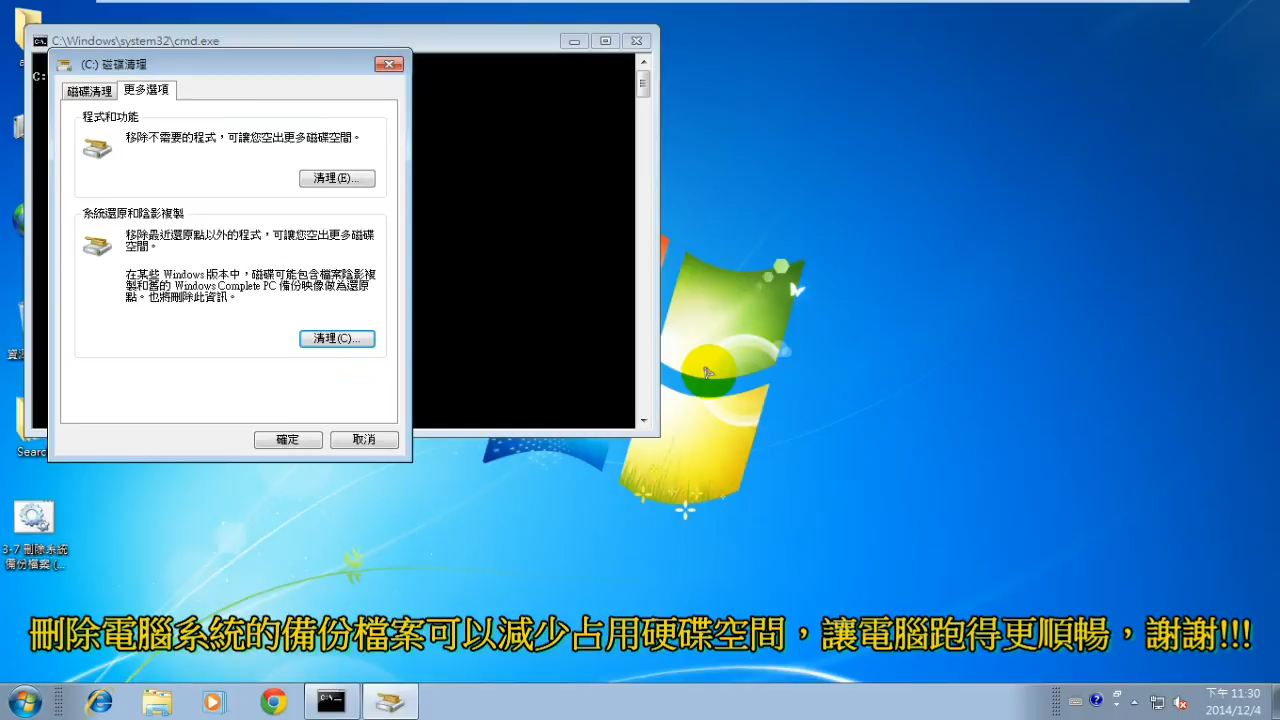 C:\Windows\system32\cmd.exe
C:
(C:) 磁碟清理
磁碟清理
更多選項
程式和功能
移除不需要的程式，可讓您空出更多磁碟空間。
清理(E)...
系統還原和陰影複製
移除最近還原點以外的程式，可讓您空出更多磁碟
空間。
在某些 Windows 版本中，磁碟可能包含檔案陰影複
製和舊的 Windows Complete PC 備份映像做為還原
點。也將刪除此資訊。
清理(C)...
確定
取消
資源
Searc
3-7 刪除系統
備份檔案 (...
刪除電腦系統的備份檔案可以減少占用硬碟空間，讓電腦跑得更順暢，謝謝!!!
下午 11:30
2014/12/4